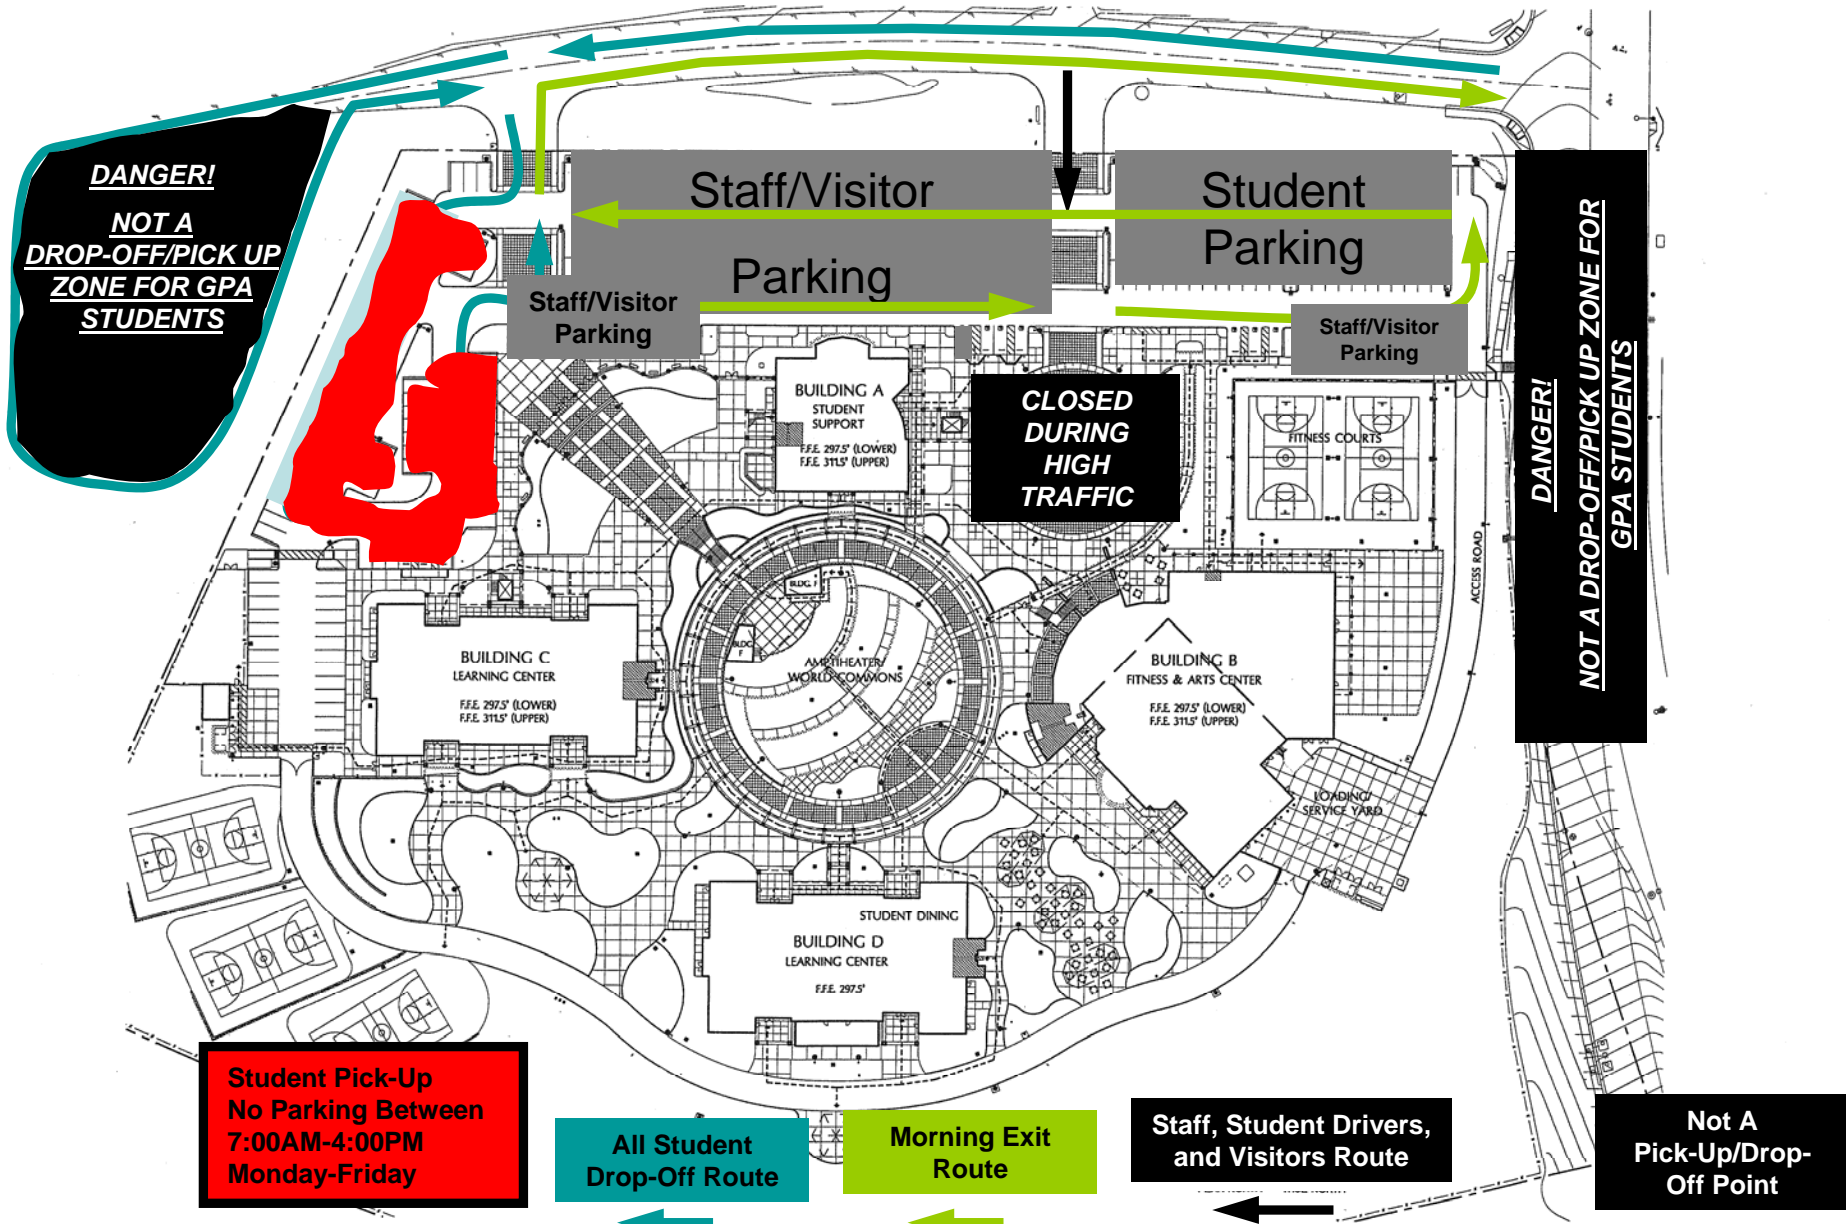 DANGER!
NOT A
DROP-OFF/PICK UP
ZONE FOR GPA
STUDENTS
Staff/Visitor
Parking
Student
Parking
Staff/Visitor
Parking
Staff/Visitor
Parking
DANGER!
NOT A DROP-OFF/PICK UP ZONE FOR
GPA STUDENTS
BUILDING A
STUDENT
SUPPORT
F.F.E. 297.5' (LOWER)
F.F.E. 311.5' (UPPER)
CLOSED
DURING
HIGH
TRAFFIC
FITNESS COURTS
ACCESS ROAD
BLDG. F
BLDG.
F
AMPTIHEATER/
WORLD COMMONS
BUILDING C
LEARNING CENTER
F.F.E. 297.5' (LOWER)
F.F.E. 311.5' (UPPER)
BUILDING B
FITNESS & ARTS CENTER
F.F.E. 297.5' (LOWER)
F.F.E. 311.5' (UPPER)
LOADING/
SERVICE YARD
STUDENT DINING
BUILDING D
LEARNING CENTER
F.F.E. 297.5'
Student Pick-Up
No Parking Between
7:00AM-4:00PM
Monday-Friday
All Student
Drop-Off Route
Morning Exit
Route
Staff, Student Drivers,
and Visitors Route
Not A
Pick-Up/Drop-
Off Point